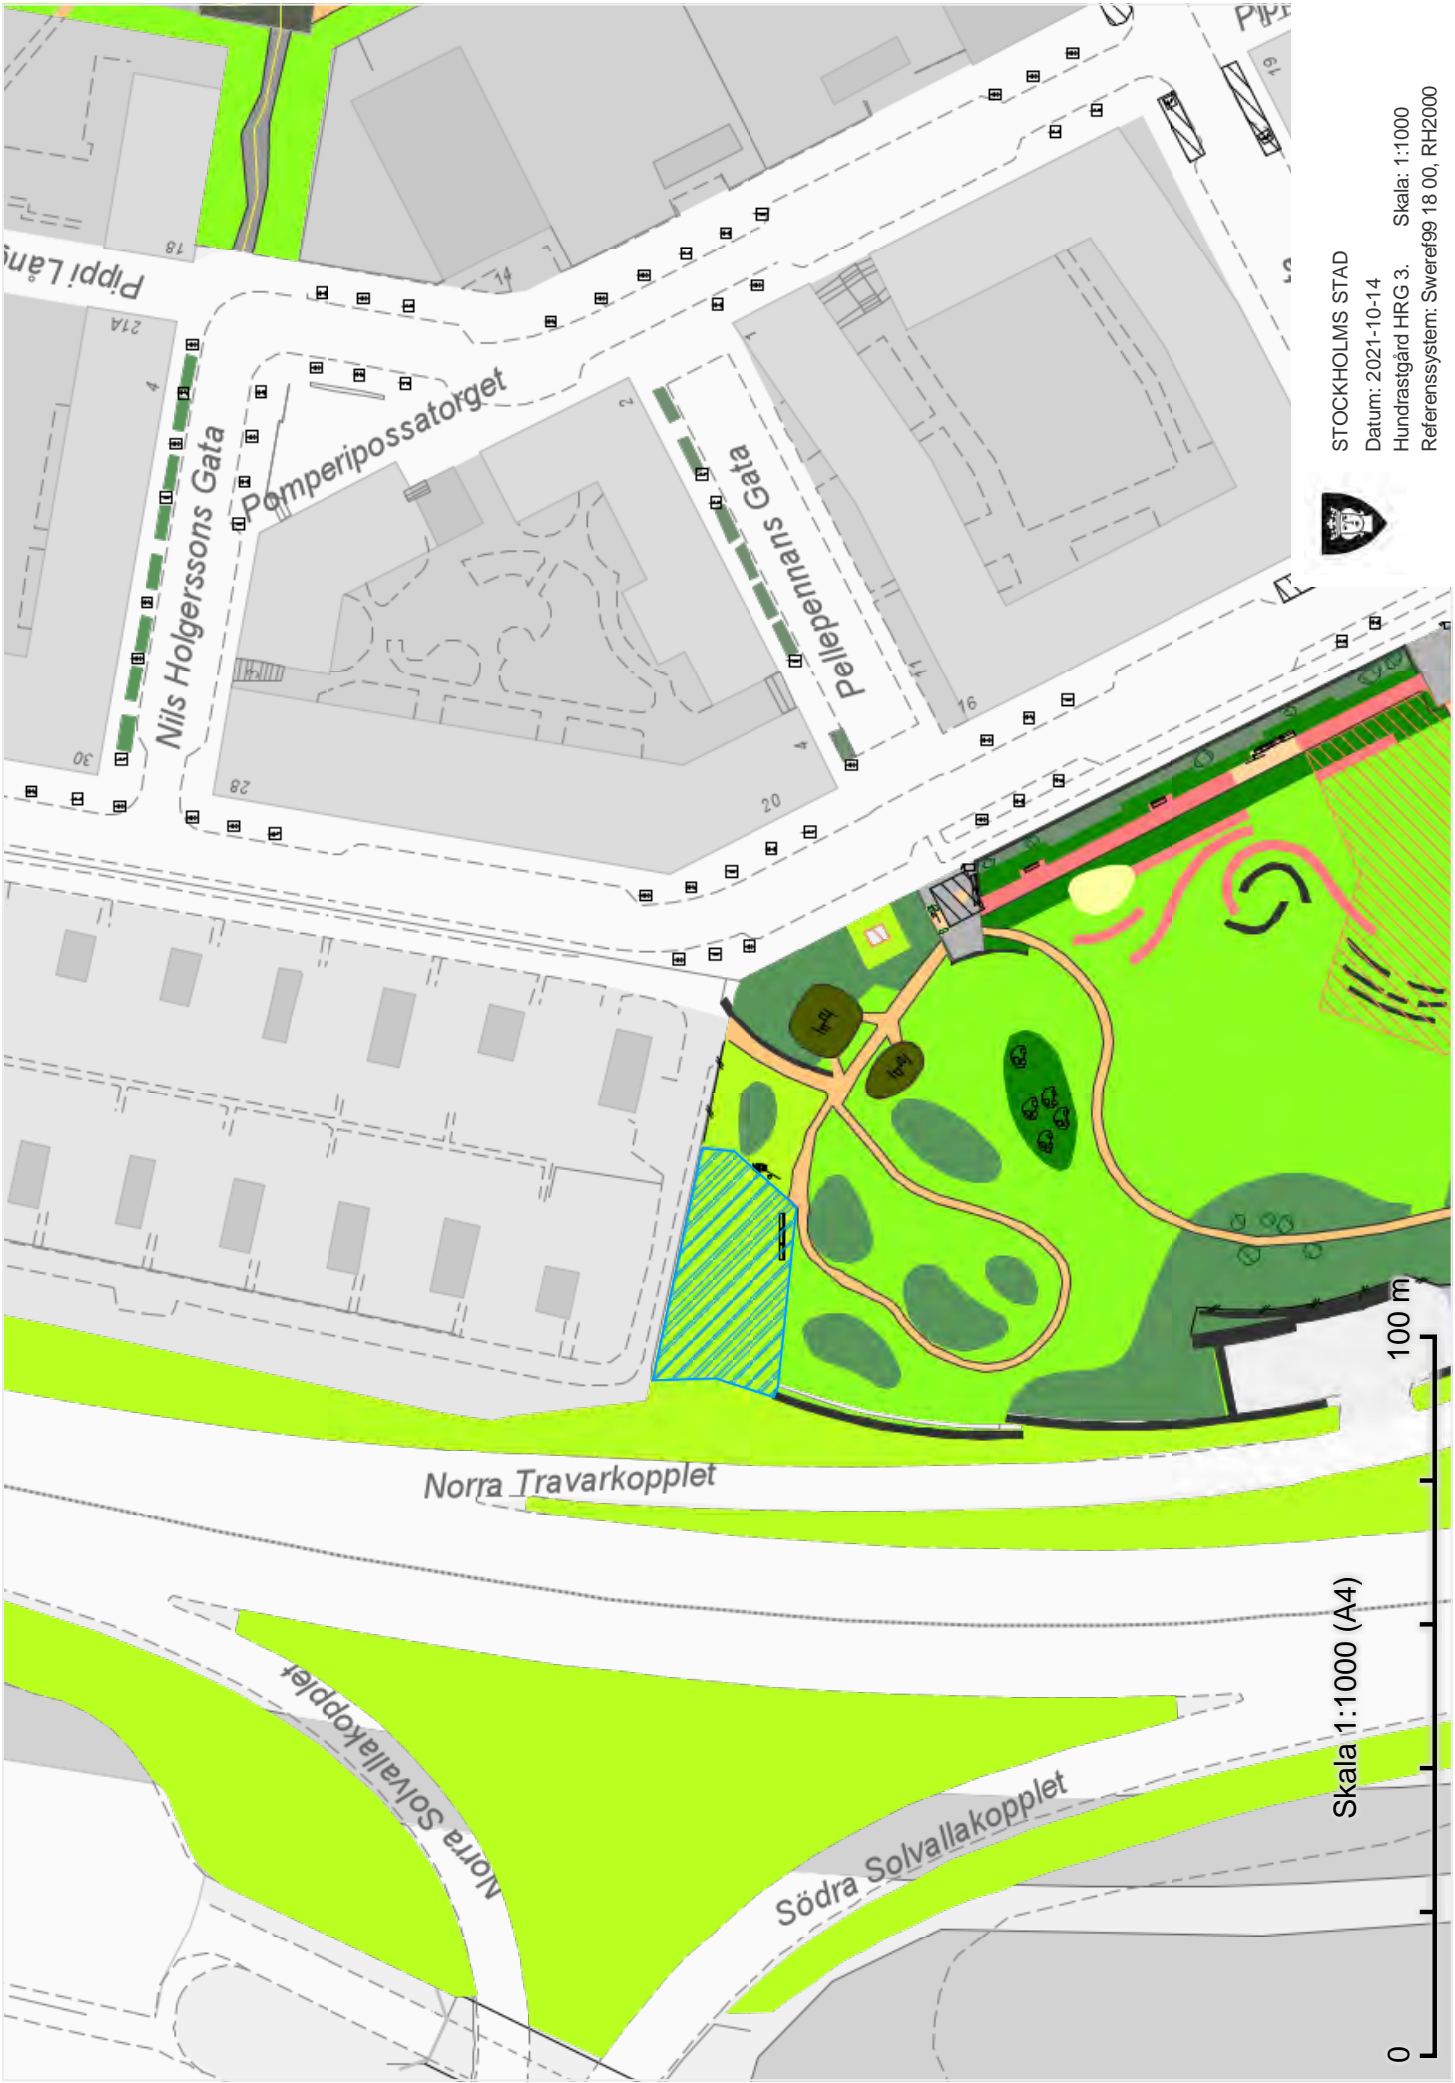 STOCKHOLMS STAD
Datum: 2021-10-14
Hundrastgård HRG 3. Skala: 1:1000
Referenssystem: Sweref99 18 00, RH2000
19
18
21A
14
4
1
2
Pomperipossatorget
Nils Holgerssons Gata
Pellepennans Gata
11
16
4
30
28
20
Norra Travarkopplet
Norra Solvallakopplet
Södra Solvallakopplet
Skala 1:1000 (A4)
0
100 m